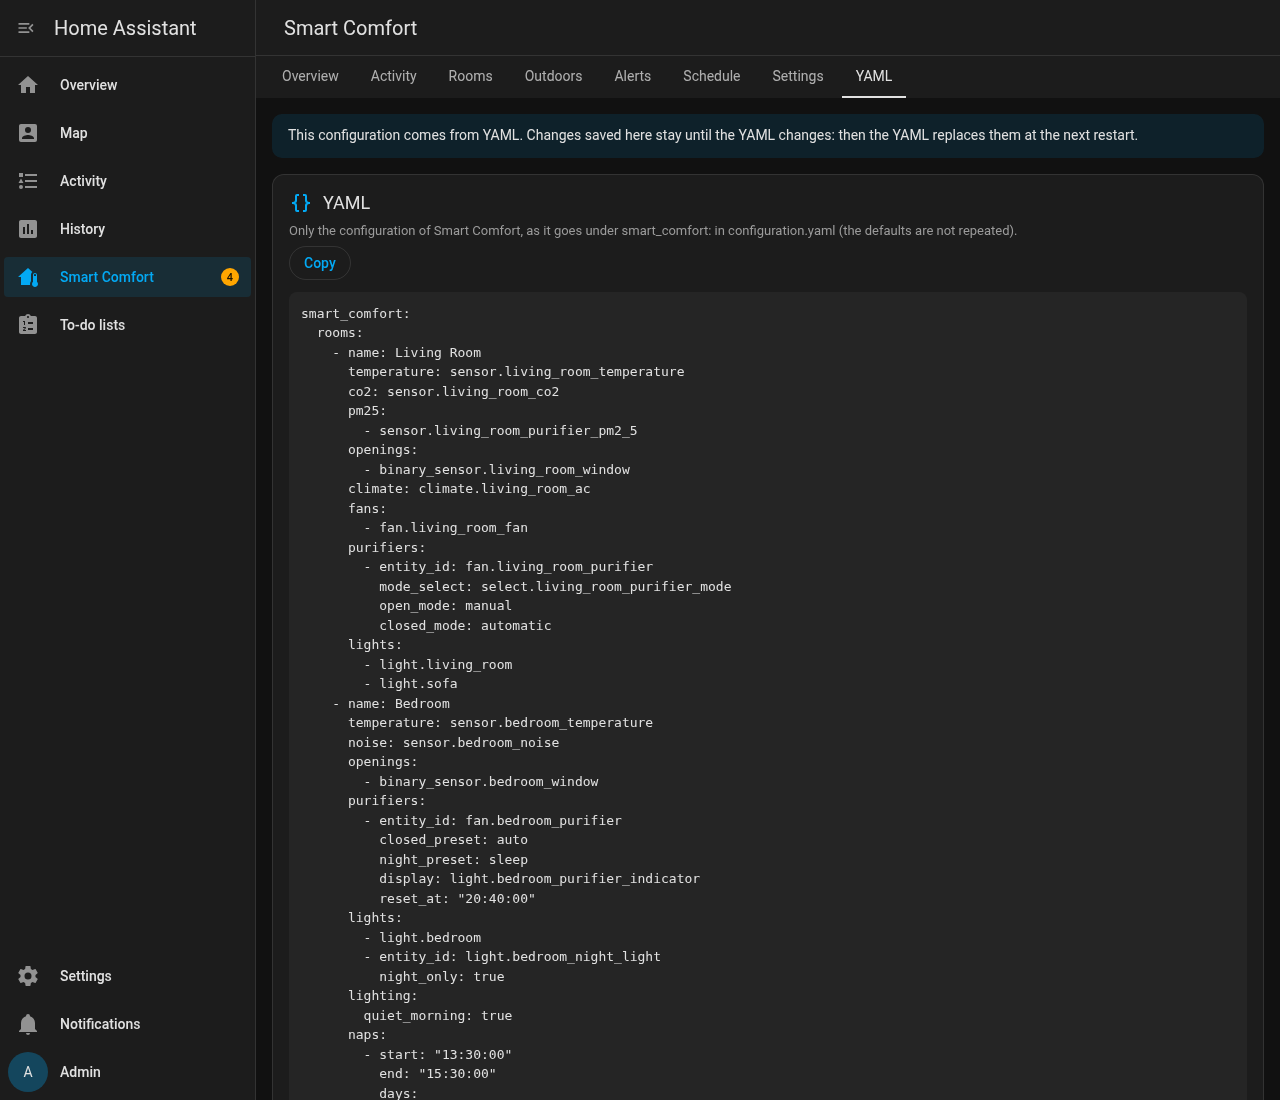 Home Assistant
Smart Comfort
Overview
Activity
Rooms
Outdoors
Alerts
Schedule
Settings
YAML
Overview
Map
Activity
History
Smart Comfort
4
To-do lists
Settings
Notifications
A
Admin
This configuration comes from YAML. Changes saved here stay until the YAML changes: then the YAML replaces them at the next restart.
{} YAML
Only the configuration of Smart Comfort, as it goes under smart_comfort: in configuration.yaml (the defaults are not repeated).
Copy
smart_comfort:
  rooms:
    - name: Living Room
      temperature: sensor.living_room_temperature
      co2: sensor.living_room_co2
      pm25:
        - sensor.living_room_purifier_pm2_5
      openings:
        - binary_sensor.living_room_window
      climate: climate.living_room_ac
      fans:
        - fan.living_room_fan
      purifiers:
        - entity_id: fan.living_room_purifier
          mode_select: select.living_room_purifier_mode
          open_mode: manual
          closed_mode: automatic
      lights:
        - light.living_room
        - light.sofa
    - name: Bedroom
      temperature: sensor.bedroom_temperature
      noise: sensor.bedroom_noise
      openings:
        - binary_sensor.bedroom_window
      purifiers:
        - entity_id: fan.bedroom_purifier
          closed_preset: auto
          night_preset: sleep
          display: light.bedroom_purifier_indicator
          reset_at: "20:40:00"
      lights:
        - light.bedroom
        - entity_id: light.bedroom_night_light
          night_only: true
      lighting:
        quiet_morning: true
      naps:
        - start: "13:30:00"
          end: "15:30:00"
          days: